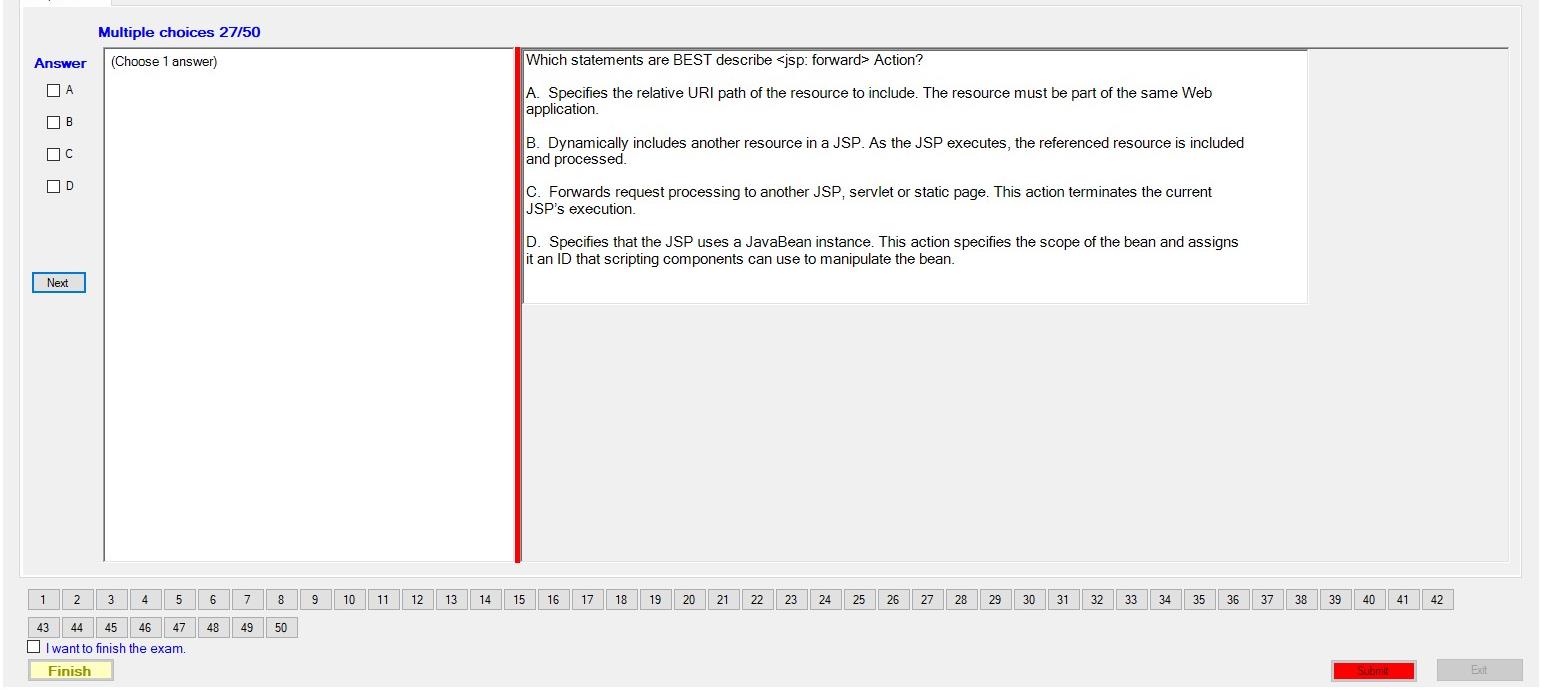 Multiple choices 27/50
Answer
A
B
C
D
Next
(Choose 1 answer)
Which statements are BEST describe <jsp: forward> Action?
A.  Specifies the relative URI path of the resource to include. The resource must be part of the same Web
application.
B.  Dynamically includes another resource in a JSP. As the JSP executes, the referenced resource is included
and processed.
C.  Forwards request processing to another JSP, servlet or static page. This action terminates the current
JSP's execution.
D.  Specifies that the JSP uses a JavaBean instance. This action specifies the scope of the bean and assigns
it an ID that scripting components can use to manipulate the bean.
1 2 3 4 5 6 7 8 9 10 11 12 13 14 15 16 17 18 19 20 21 22 23 24 25 26 27 28 29 30 31 32 33 34 35 36 37 38 39 40 41 42
43 44 45 46 47 48 49 50
I want to finish the exam.
Finish Submit Exit